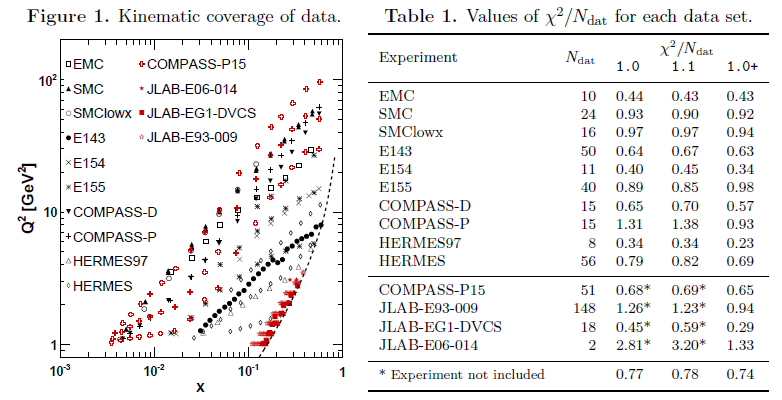 Figure 1. Kinematic coverage of data.
10²
10
1
Q² [GeV²]
EMC
SMC
SMClowx
E143
E154
E155
COMPASS-D
COMPASS-P
HERMES97
HERMES
COMPASS-P15
JLAB-E06-014
JLAB-EG1-DVCS
JLAB-E93-009
10⁻³ 10⁻² 10⁻¹ 1
x
Table 1. Values of χ²/N_dat for each data set.
Experiment N_dat χ²/N_dat
1.0 1.1 1.0+
EMC 10 0.44 0.43 0.43
SMC 24 0.93 0.90 0.92
SMClowx 16 0.97 0.97 0.94
E143 50 0.64 0.67 0.63
E154 11 0.40 0.45 0.34
E155 40 0.89 0.85 0.98
COMPASS-D 15 0.65 0.70 0.57
COMPASS-P 15 1.31 1.38 0.93
HERMES97 8 0.34 0.34 0.23
HERMES 56 0.79 0.82 0.69
COMPASS-P15 51 0.68* 0.69* 0.65
JLAB-E93-009 148 1.26* 1.23* 0.94
JLAB-EG1-DVCS 18 0.45* 0.59* 0.29
JLAB-E06-014 2 2.81* 3.20* 1.33
* Experiment not included 0.77 0.78 0.74